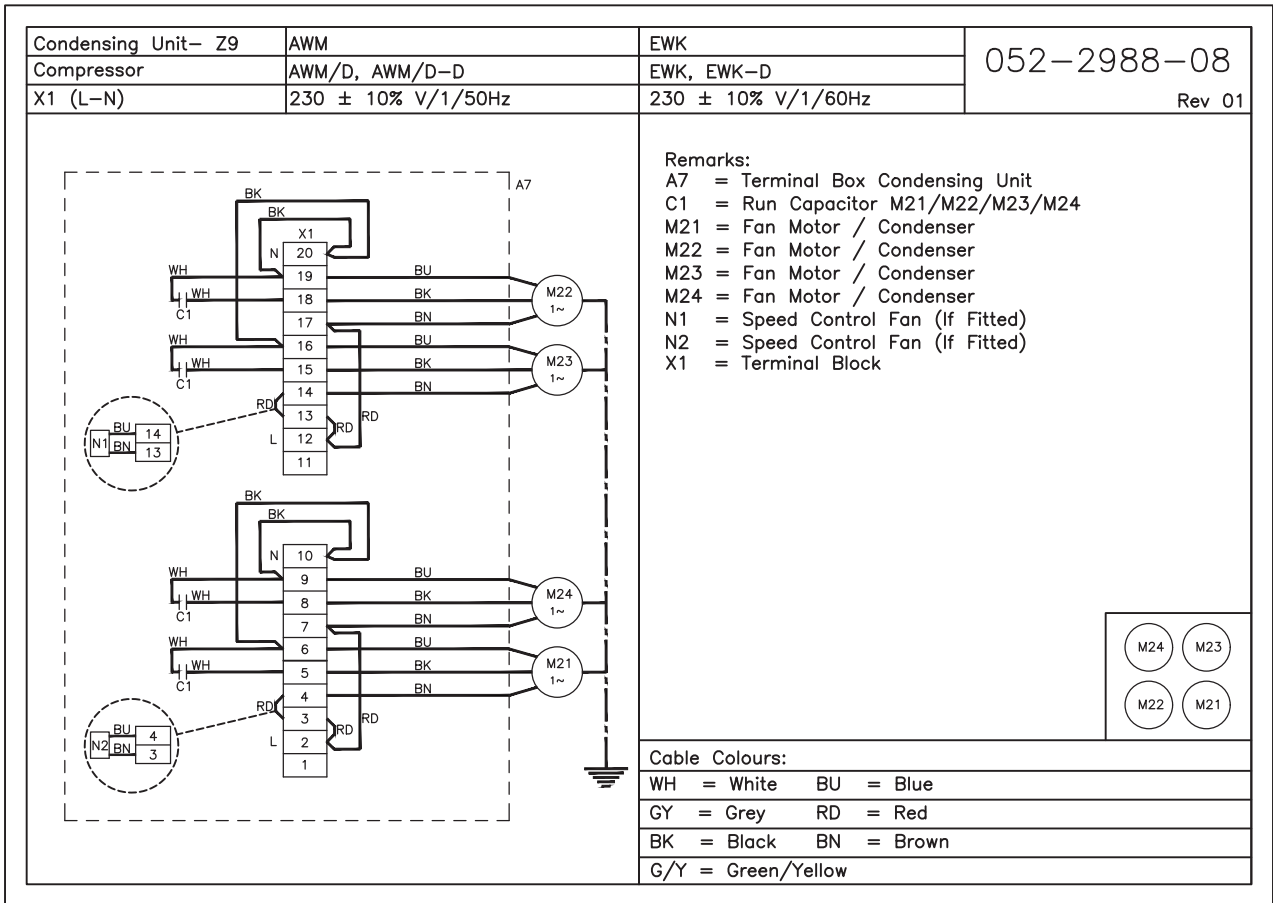 Condensing Unit- Z9 AWM EWK 052-2988-08
Compressor AWM/D, AWM/D-D EWK, EWK-D
X1 (L-N) 230 ± 10% V/1/50Hz 230 ± 10% V/1/60Hz Rev 01
A7
BK
BK
X1
N 20
WH 19 BU
WH 18 BK M22 1~
C1
17 BN
WH 16 BU
WH 15 BK M23 1~
C1
14 BN
RD 13 RD RD
L 12
11
N1 BU 14
BN 13
BK
BK
N 10
WH 9 BU
WH 8 BK M24 1~
C1
7 BN
WH 6 BU
WH 5 BK M21 1~
C1
4 BN
RD 3 RD RD
L 2
1
N2 BU 4
BN 3
Remarks:
A7 = Terminal Box Condensing Unit
C1 = Run Capacitor M21/M22/M23/M24
M21 = Fan Motor / Condenser
M22 = Fan Motor / Condenser
M23 = Fan Motor / Condenser
M24 = Fan Motor / Condenser
N1 = Speed Control Fan (If Fitted)
N2 = Speed Control Fan (If Fitted)
X1 = Terminal Block
M24 M23
M22 M21
Cable Colours:
WH = White BU = Blue
GY = Grey RD = Red
BK = Black BN = Brown
G/Y = Green/Yellow